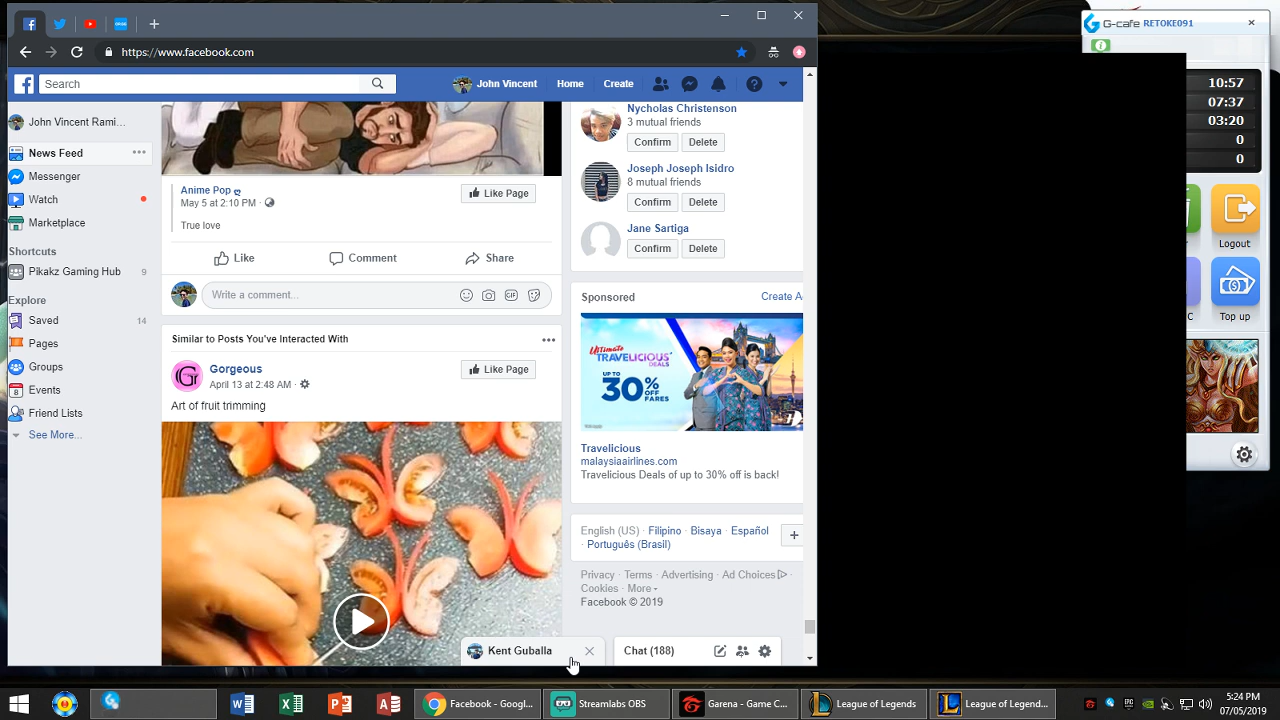 G-cafe RETOKE091
https://www.facebook.com
Search
John Vincent
Home
Create
10:57
07:37
03:20
0
0
Logout
Top up
John Vincent Rami...
News Feed
Messenger
Watch
Marketplace
Shortcuts
Pikakz Gaming Hub 9
Explore
Saved 14
Pages
Groups
Events
Friend Lists
See More...
Anime Pop ღ
May 5 at 2:10 PM ·
Like Page
True love
Like
Comment
Share
Write a comment...
GIF
Similar to Posts You've Interacted With
Gorgeous
April 13 at 2:48 AM ·
Like Page
Art of fruit trimming
Nycholas Christenson
3 mutual friends
Confirm Delete
Joseph Joseph Isidro
8 mutual friends
Confirm Delete
Jane Sartiga
Confirm Delete
Sponsored
Create A
Ultimate
TRAVELICIOUS
DEALS
UP TO
30% OFF
FARES
Travelicious
malaysiaairlines.com
Travelicious Deals of up to 30% off is back!
English (US) · Filipino · Bisaya · Español
· Português (Brasil)
Privacy · Terms · Advertising · Ad Choices ·
Cookies · More
Facebook © 2019
Kent Guballa
Chat (188)
Facebook - Googl...
Streamlabs OBS
Garena - Game C...
League of Legends
League of Legend...
5:24 PM
07/05/2019